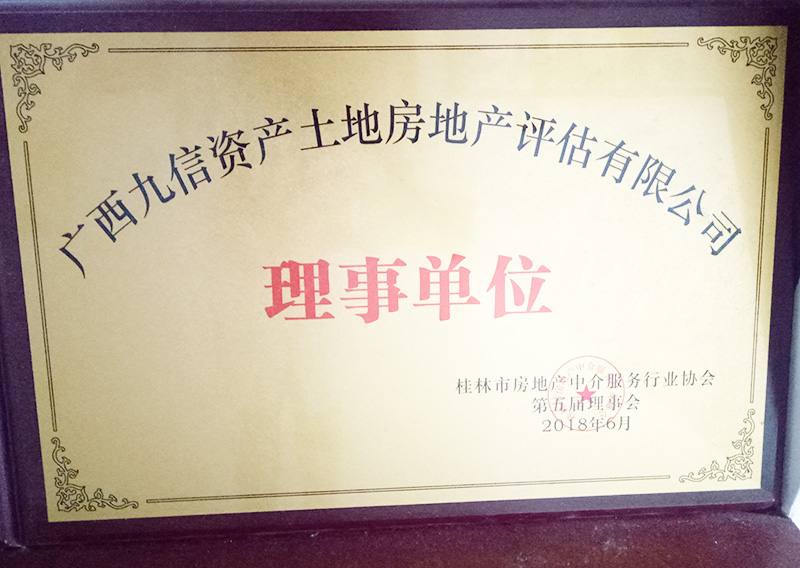 广西九信资产土地房地产评估有限公司
理事单位
桂林市房地产中介服务行业协会
第五届理事会
2018年6月